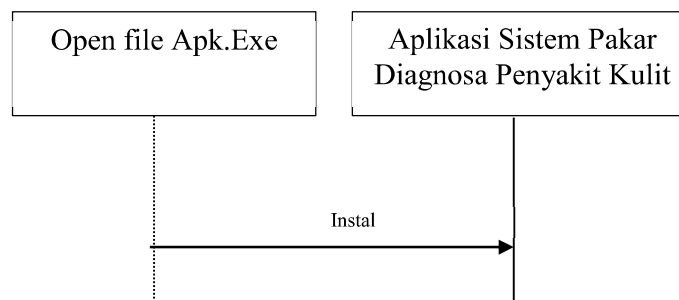 Open file Apk.Exe
Aplikasi Sistem Pakar
Diagnosa Penyakit Kulit
Instal